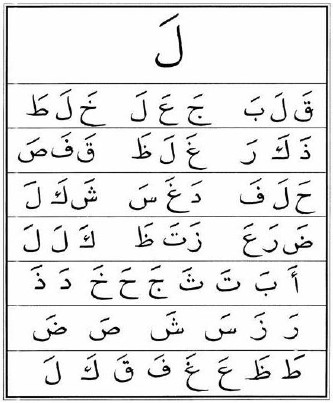 لَ
قَ لَ بَ جَ عَ لَ خَ لَ طَ
ذَ كَ رَ غَ لَ ظَ قَ فَ صَ
حَ لَ فَ دَ غَ سَ شَ كَ لَ
ضَ رَ عَ زَ تَ ظَ كَ لَ لَ
أَ بَ تَ ثَ جَ حَ خَ دَ ذَ
رَ زَ سَ شَ صَ ضَ
طَ ظَ عَ غَ فَ قَ كَ لَ